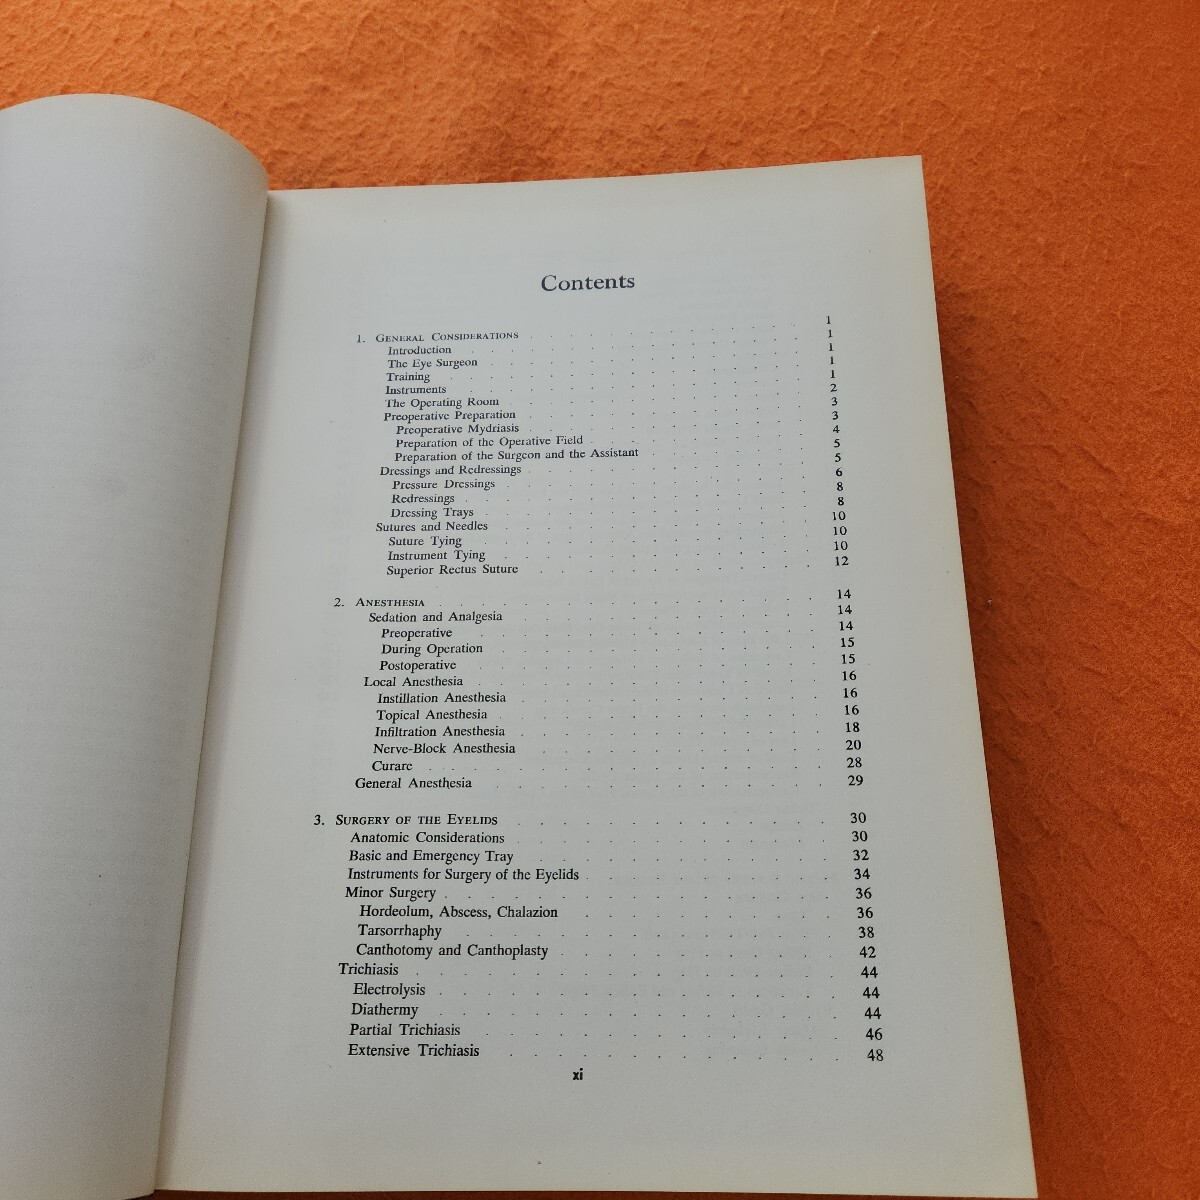 Contents
1. GENERAL CONSIDERATIONS . . . . . . . . . . . . 1
Introduction . . . . . . . . . . . . 1
The Eye Surgeon . . . . . . . . . . . . 1
Training . . . . . . . . . . . . 1
Instruments . . . . . . . . . . . . 1
The Operating Room . . . . . . . . . . . . 2
Preoperative Preparation . . . . . . . . . . . . 3
Preoperative Mydriasis . . . . . . . . . . . . 3
Preparation of the Operative Field . . . . . . . . . 4
Preparation of the Surgeon and the Assistant . . . . . . . 5
Dressings and Redressings . . . . . . . . . . . . 5
Pressure Dressings . . . . . . . . . . . . 6
Redressings . . . . . . . . . . . . 8
Dressing Trays . . . . . . . . . . . . 8
Sutures and Needles . . . . . . . . . . . . 10
Suture Tying . . . . . . . . . . . . 10
Instrument Tying . . . . . . . . . . . . 10
Superior Rectus Suture . . . . . . . . . . . . 12
2. ANESTHESIA . . . . . . . . . . . . 14
Sedation and Analgesia . . . . . . . . . . . . 14
Preoperative . . . . . . . . . . . . 14
During Operation . . . . . . . . . . . . 15
Postoperative . . . . . . . . . . . . 15
Local Anesthesia . . . . . . . . . . . . 16
Instillation Anesthesia . . . . . . . . . . . . 16
Topical Anesthesia . . . . . . . . . . . . 16
Infiltration Anesthesia . . . . . . . . . . . . 18
Nerve-Block Anesthesia . . . . . . . . . . . . 20
Curare . . . . . . . . . . . . 28
General Anesthesia . . . . . . . . . . . . 29
3. SURGERY OF THE EYELIDS . . . . . . . . . . . . 30
Anatomic Considerations . . . . . . . . . . . . 30
Basic and Emergency Tray . . . . . . . . . . . . 32
Instruments for Surgery of the Eyelids . . . . . . . . . 34
Minor Surgery . . . . . . . . . . . . 36
Hordeolum, Abscess, Chalazion . . . . . . . . . . 36
Tarsorrhaphy . . . . . . . . . . . . 38
Canthotomy and Canthoplasty . . . . . . . . . . 42
Trichiasis . . . . . . . . . . . . 44
Electrolysis . . . . . . . . . . . . 44
Diathermy . . . . . . . . . . . . 44
Partial Trichiasis . . . . . . . . . . . . 46
Extensive Trichiasis . . . . . . . . . . . . 48
xi